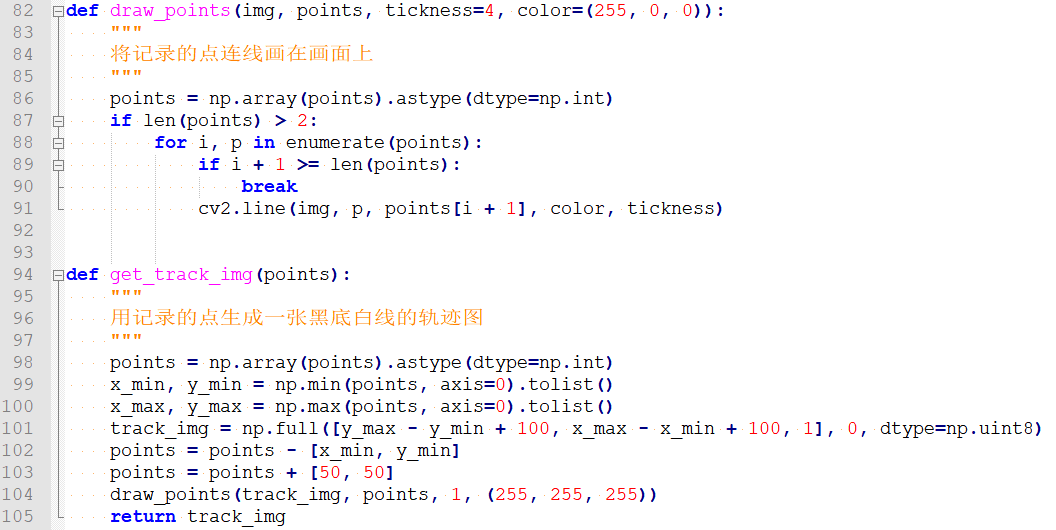 82 def draw_points(img, points, tickness=4, color=(255, 0, 0)):
83     """
84     将记录的点连线画在画面上
85     """
86     points = np.array(points).astype(dtype=np.int)
87     if len(points) > 2:
88         for i, p in enumerate(points):
89             if i + 1 >= len(points):
90                 break
91             cv2.line(img, p, points[i + 1], color, tickness)
92
93
94 def get_track_img(points):
95     """
96     用记录的点生成一张黑底白线的轨迹图
97     """
98     points = np.array(points).astype(dtype=np.int)
99     x_min, y_min = np.min(points, axis=0).tolist()
100     x_max, y_max = np.max(points, axis=0).tolist()
101     track_img = np.full([y_max - y_min + 100, x_max - x_min + 100, 1], 0, dtype=np.uint8)
102     points = points - [x_min, y_min]
103     points = points + [50, 50]
104     draw_points(track_img, points, 1, (255, 255, 255))
105     return track_img